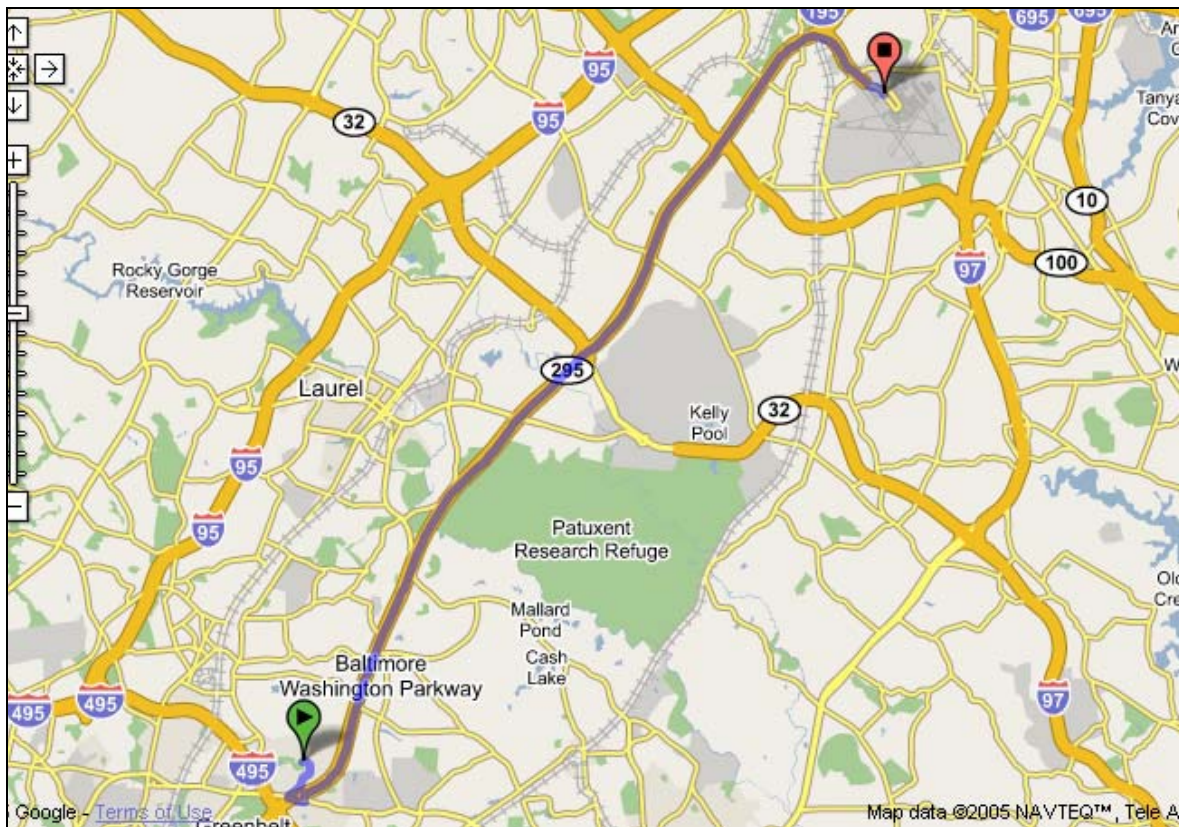 195
695
695
95
32
95
10
97
100
Rocky Gorge
Reservoir
295
Laurel
Kelly
Pool
32
95
95
Patuxent
Research Refuge
Mallard
Pond
Cash
Lake
Baltimore
Washington Parkway
495
495
97
495
Google - Terms of Use
Greenbelt
Map data ©2005 NAVTEQ™, Tele A